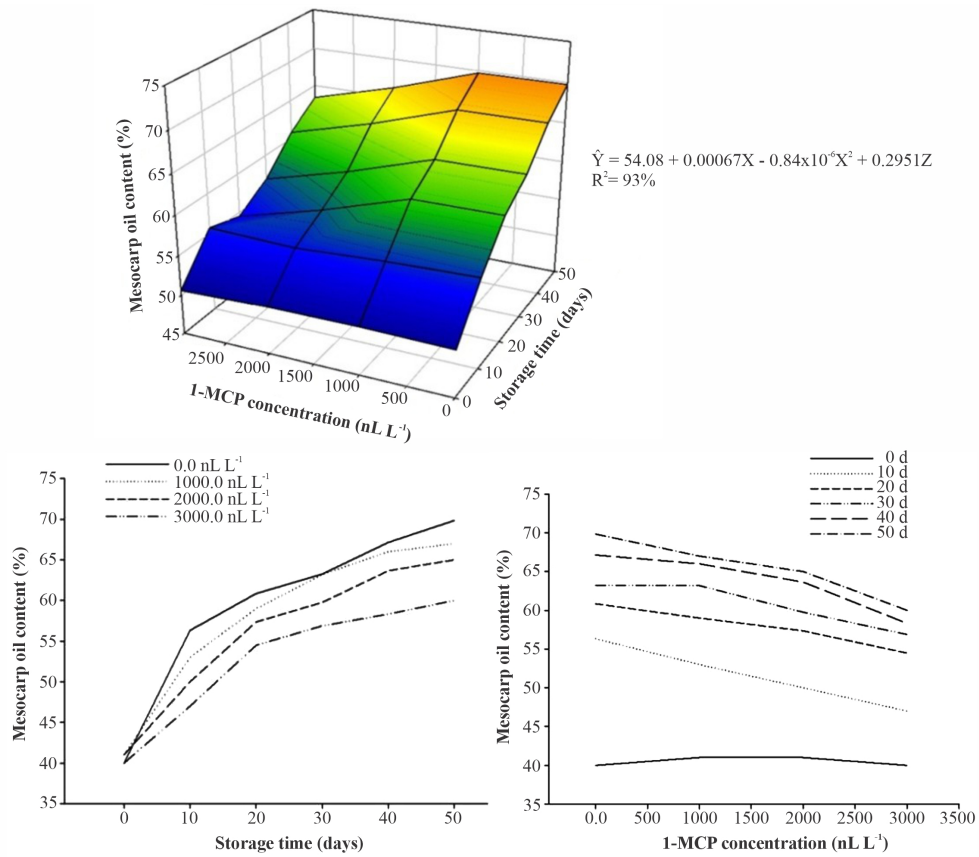 75
70
65
60
55
50
45
Mesocarp oil content (%)
2500
2000
1500
1000
500
0
1-MCP concentration (nL L⁻¹)
0
10
20
30
40
50
Storage time (days)
Ŷ = 54.08 + 0.00067X - 0.84x10⁻⁶X² + 0.2951Z
R²= 93%
0.0 nL L⁻¹
1000.0 nL L⁻¹
2000.0 nL L⁻¹
3000.0 nL L⁻¹
75
70
65
60
55
50
45
40
35
Mesocarp oil content (%)
0 10 20 30 40 50
Storage time (days)
0 d
10 d
20 d
30 d
40 d
50 d
75
70
65
60
55
50
45
40
35
Mesocarp oil content (%)
0.0 500 1000 1500 2000 2500 3000 3500
1-MCP concentration (nL L⁻¹)